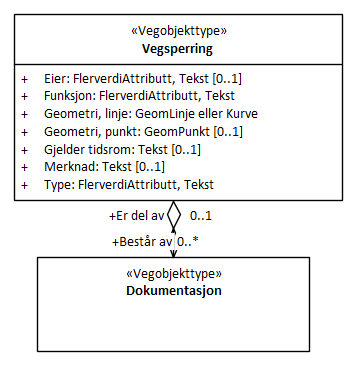 «Vegobjekttype»
Vegsperring
+ Eier: FlerverdiAttributt, Tekst [0..1]
+ Funksjon: FlerverdiAttributt, Tekst
+ Geometri, linje: GeomLinje eller Kurve
+ Geometri, punkt: GeomPunkt [0..1]
+ Gjelder tidsrom: Tekst [0..1]
+ Merknad: Tekst [0..1]
+ Type: FlerverdiAttributt, Tekst
+Er del av 0..1
+Består av 0..*
«Vegobjekttype»
Dokumentasjon